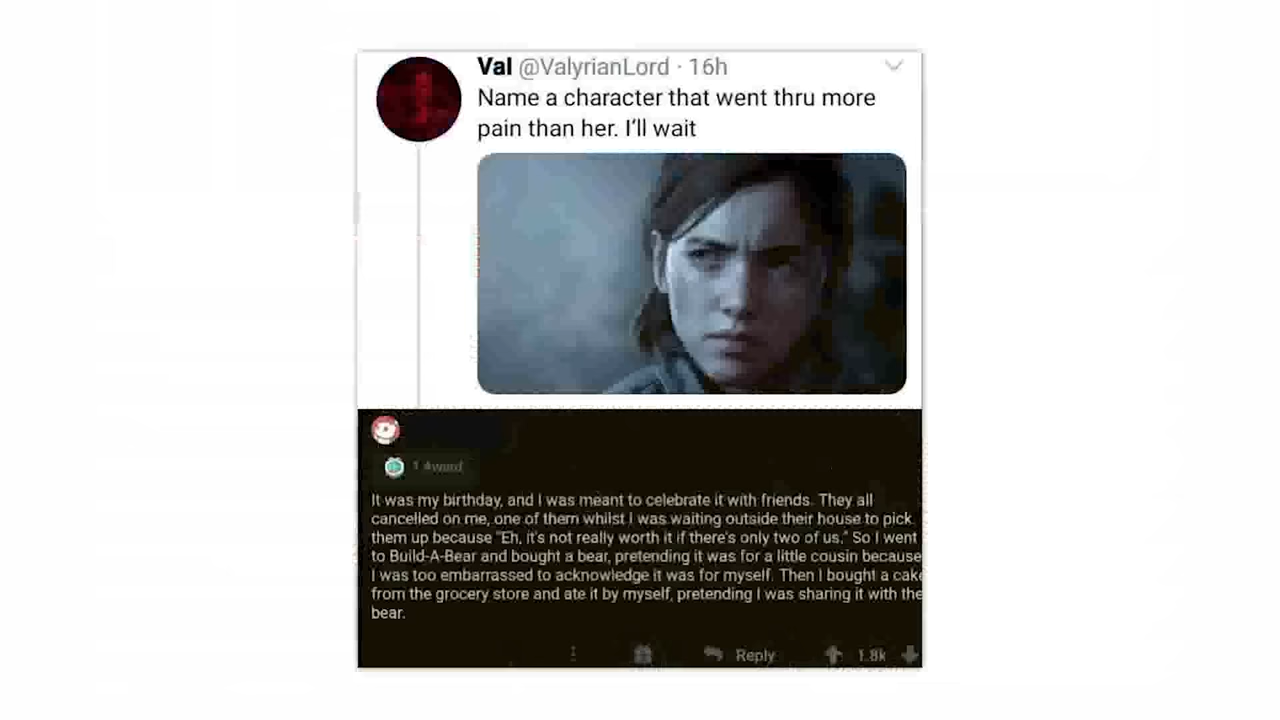 Val @ValyrianLord · 16h
Name a character that went thru more
pain than her. I'll wait
1 Award
It was my birthday, and I was meant to celebrate it with friends. They all
cancelled on me, one of them whilst I was waiting outside their house to pick
them up because "Eh, it's not really worth it if there's only two of us." So I went
to Build-A-Bear and bought a bear, pretending it was for a little cousin because
I was too embarrassed to acknowledge it was for myself. Then I bought a cake
from the grocery store and ate it by myself, pretending I was sharing it with the
bear.
Reply 1.8k